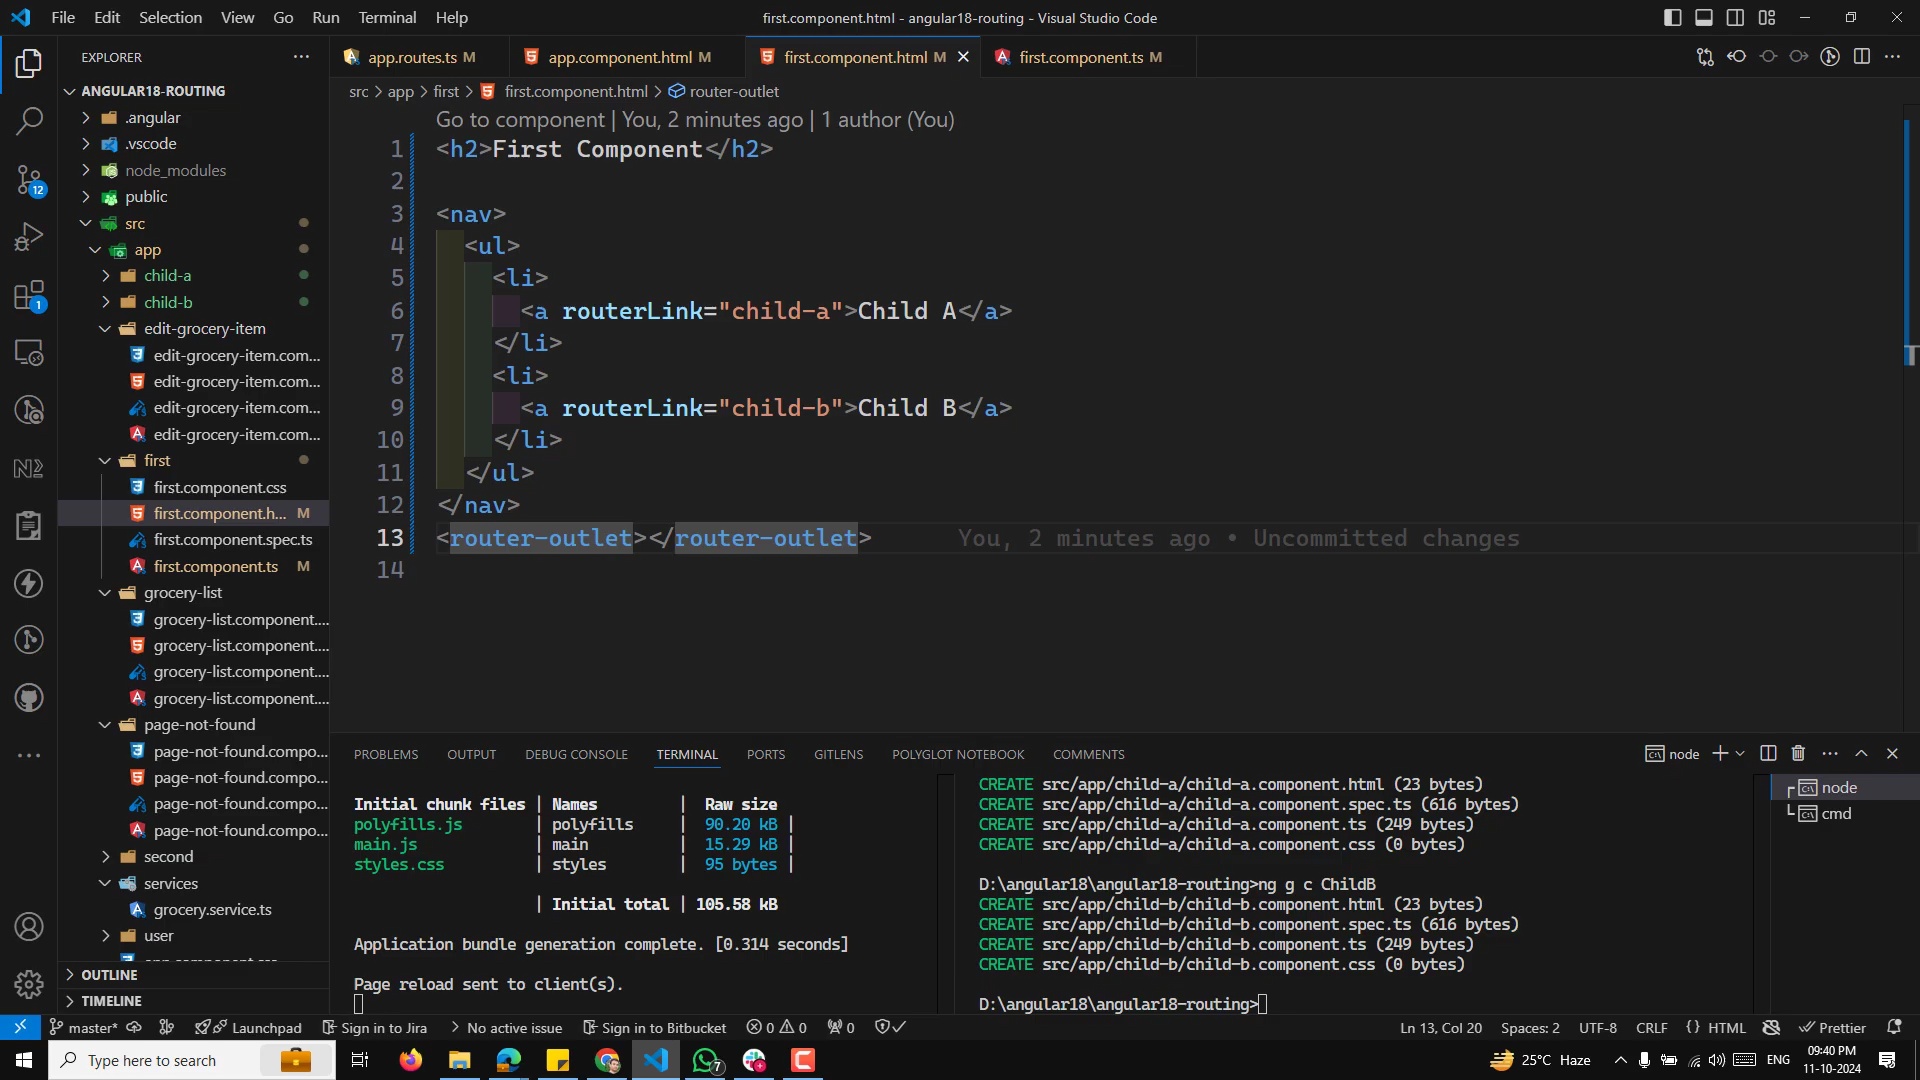 File Edit Selection View Go Run Terminal Help
first.component.html - angular18-routing - Visual Studio Code
EXPLORER
app.routes.ts M
app.component.html M
first.component.html M
first.component.ts M
ANGULAR18-ROUTING
.angular
.vscode
node_modules
public
src
app
child-a
child-b
edit-grocery-item
edit-grocery-item.com...
edit-grocery-item.com...
edit-grocery-item.com...
edit-grocery-item.com...
first
first.component.css
first.component.h... M
first.component.spec.ts
first.component.ts M
grocery-list
grocery-list.component....
grocery-list.component....
grocery-list.component....
grocery-list.component....
page-not-found
page-not-found.compo...
page-not-found.compo...
page-not-found.compo...
page-not-found.compo...
second
services
grocery.service.ts
user
OUTLINE
TIMELINE
12
1
src > app > first > first.component.html > router-outlet
Go to component | You, 2 minutes ago | 1 author (You)
1 <h2>First Component</h2>
2
3 <nav>
4 <ul>
5 <li>
6 <a routerLink="child-a">Child A</a>
7 </li>
8 <li>
9 <a routerLink="child-b">Child B</a>
10 </li>
11 </ul>
12 </nav>
13 <router-outlet></router-outlet> You, 2 minutes ago • Uncommitted changes
14
PROBLEMS OUTPUT DEBUG CONSOLE TERMINAL PORTS GITLENS POLYGLOT NOTEBOOK COMMENTS
node
Initial chunk files | Names | Raw size
polyfills.js | polyfills | 90.20 kB |
main.js | main | 15.29 kB |
styles.css | styles | 95 bytes |
| Initial total | 105.58 kB
Application bundle generation complete. [0.314 seconds]
Page reload sent to client(s).
CREATE src/app/child-a/child-a.component.html (23 bytes)
CREATE src/app/child-a/child-a.component.spec.ts (616 bytes)
CREATE src/app/child-a/child-a.component.ts (249 bytes)
CREATE src/app/child-a/child-a.component.css (0 bytes)
D:\angular18\angular18-routing>ng g c ChildB
CREATE src/app/child-b/child-b.component.html (23 bytes)
CREATE src/app/child-b/child-b.component.spec.ts (616 bytes)
CREATE src/app/child-b/child-b.component.ts (249 bytes)
CREATE src/app/child-b/child-b.component.css (0 bytes)
D:\angular18\angular18-routing>
node
cmd
master* Launchpad Sign in to Jira No active issue Sign in to Bitbucket 0 0 0
Ln 13, Col 20 Spaces: 2 UTF-8 CRLF {} HTML Prettier
Type here to search
7
25°C Haze
ENG
09:40 PM
11-10-2024